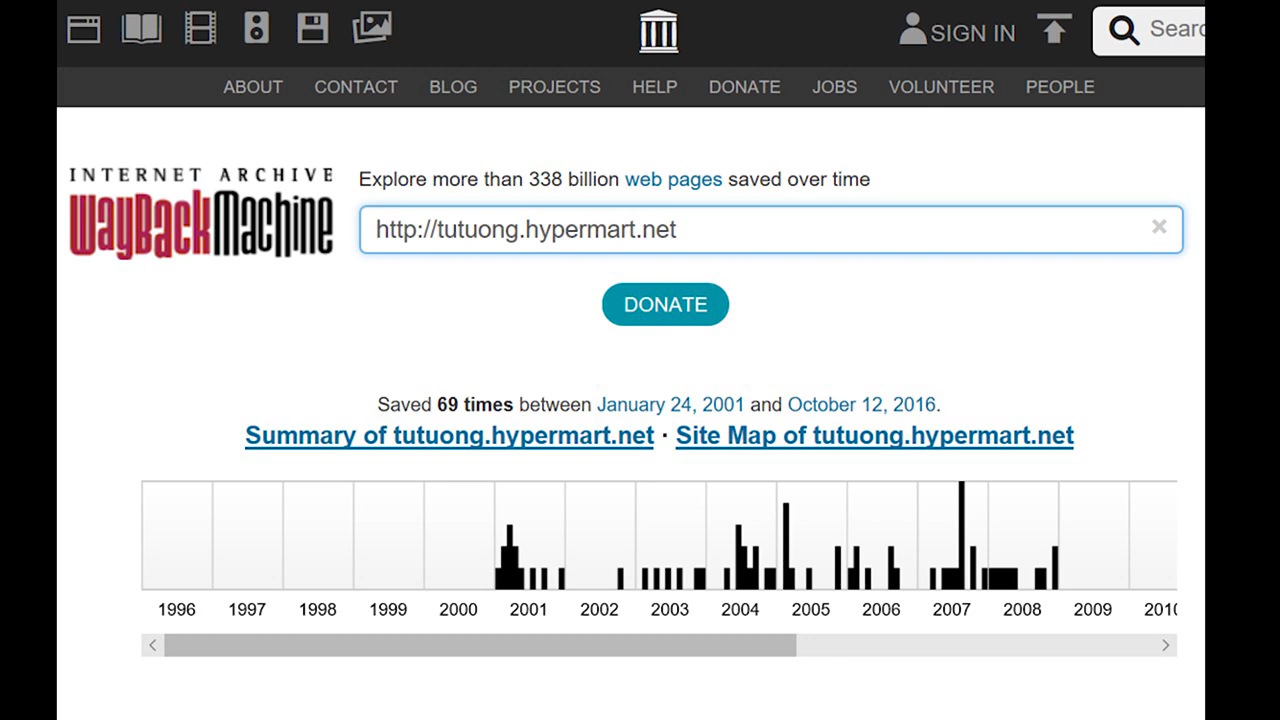 SIGN IN
Searc
ABOUT CONTACT BLOG PROJECTS HELP DONATE JOBS VOLUNTEER PEOPLE
INTERNET ARCHIVE
WayBackMachine
Explore more than 338 billion web pages saved over time
http://tutuong.hypermart.net ×
DONATE
Saved 69 times between January 24, 2001 and October 12, 2016.
Summary of tutuong.hypermart.net · Site Map of tutuong.hypermart.net
1996 1997 1998 1999 2000 2001 2002 2003 2004 2005 2006 2007 2008 2009 2010